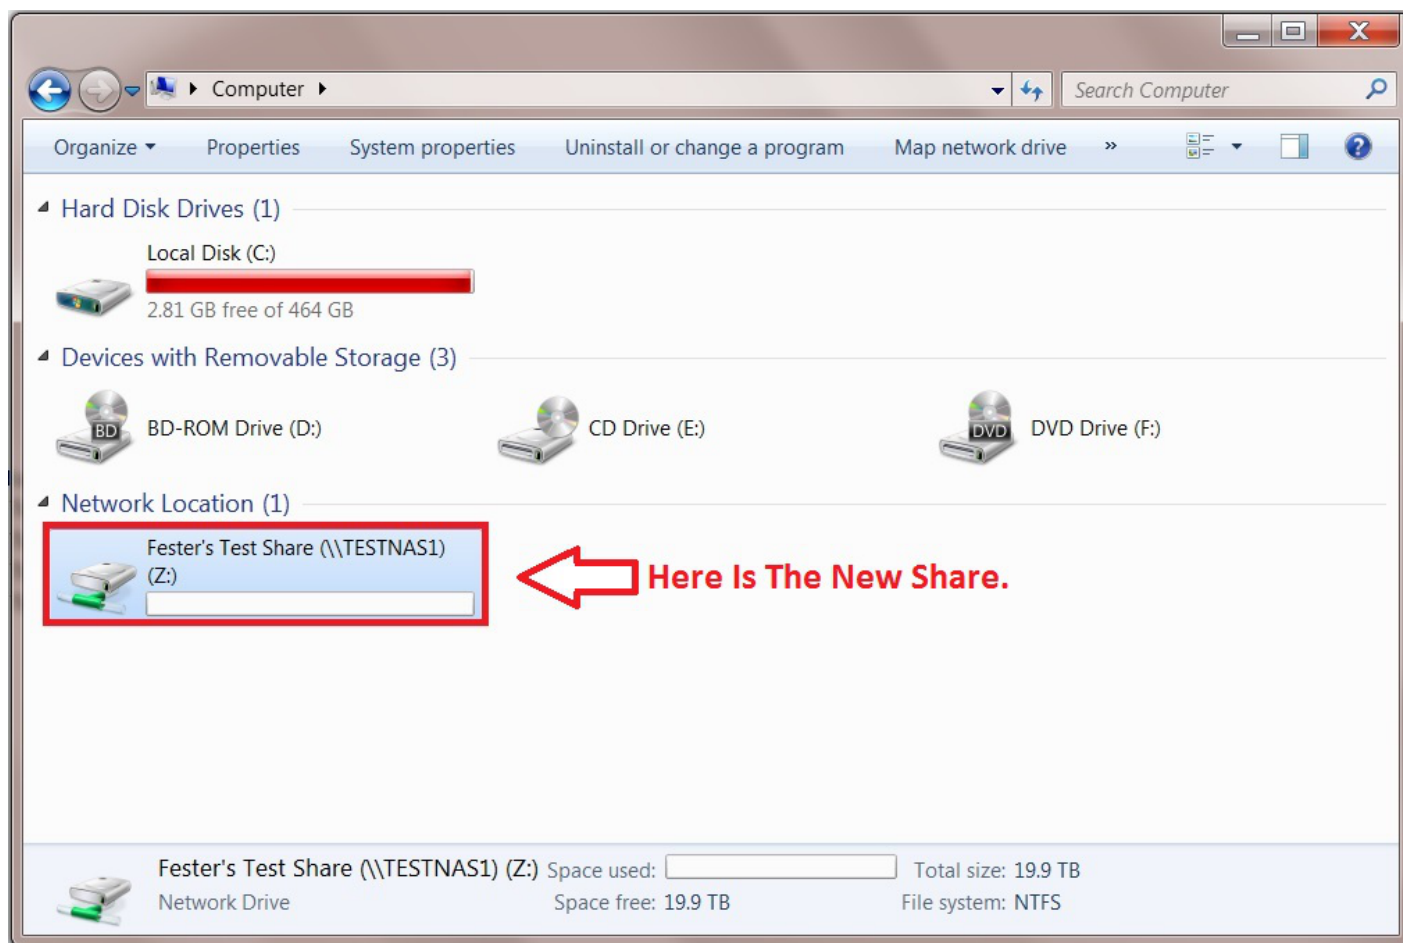 Computer
Search Computer
Organize Properties System properties Uninstall or change a program Map network drive »
Hard Disk Drives (1)
Local Disk (C:)
2.81 GB free of 464 GB
Devices with Removable Storage (3)
BD
BD-ROM Drive (D:)
CD Drive (E:)
DVD
DVD Drive (F:)
Network Location (1)
Fester's Test Share (\\TESTNAS1)
(Z:)
Here Is The New Share.
Fester's Test Share (\\TESTNAS1) (Z:) Space used: Total size: 19.9 TB
Network Drive Space free: 19.9 TB File system: NTFS